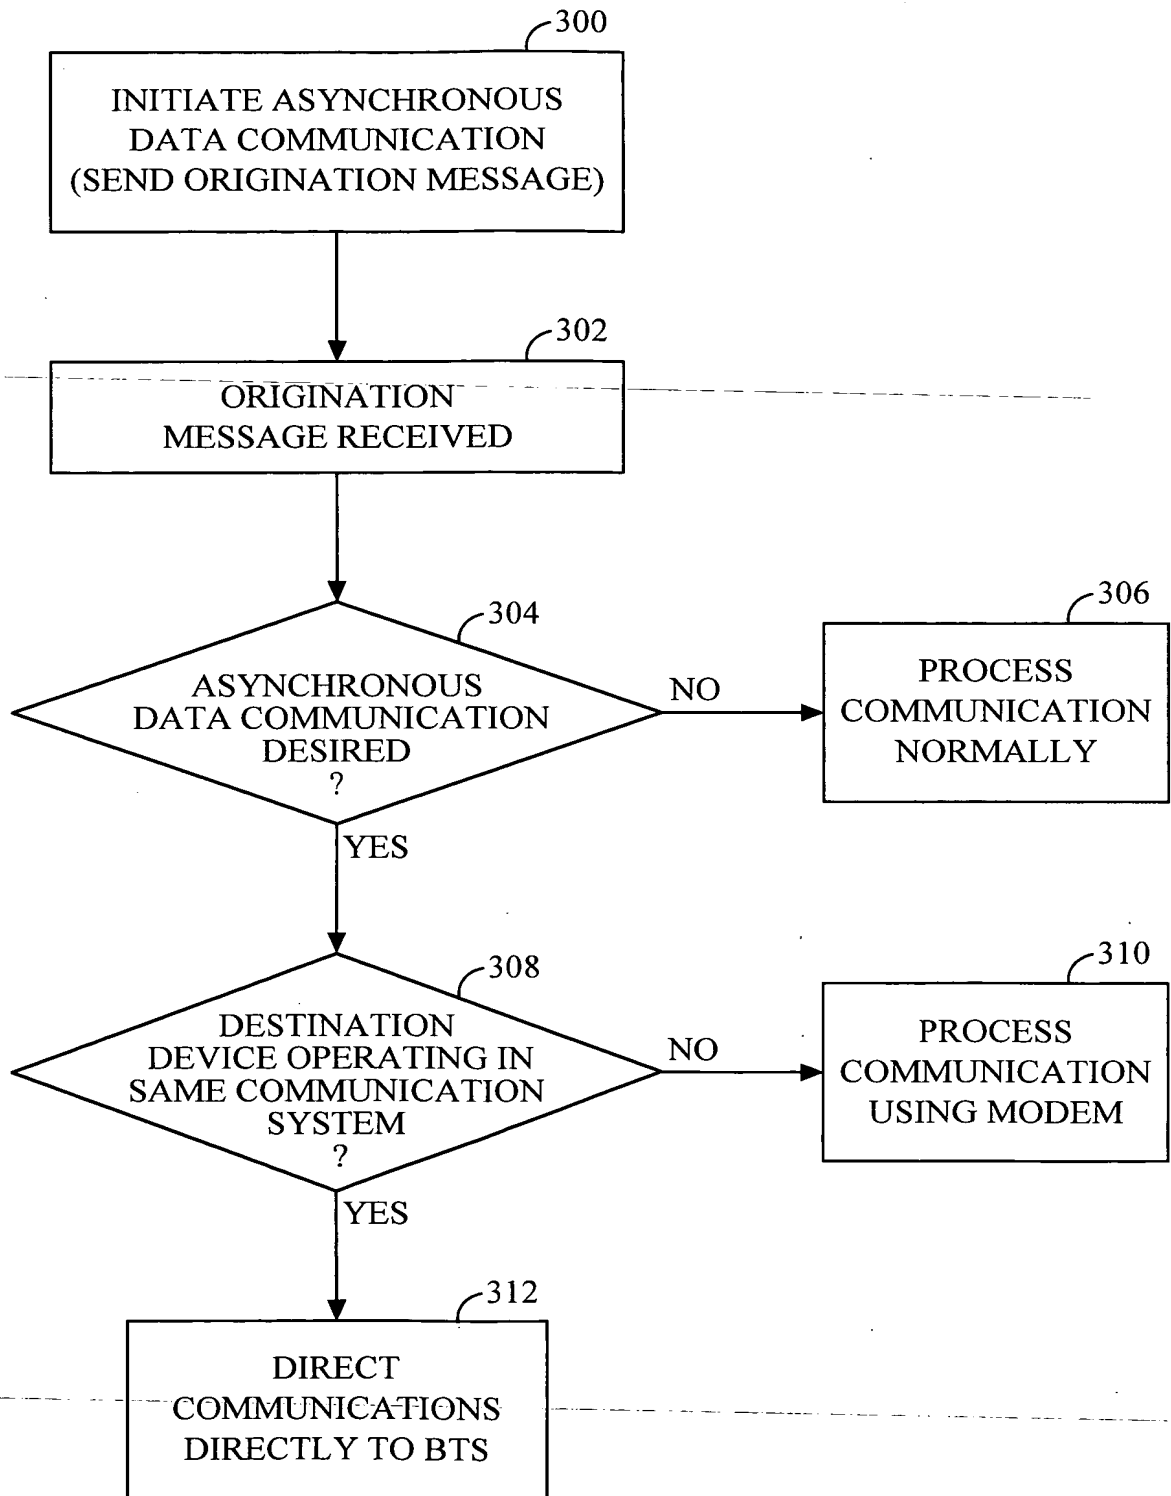 300
INITIATE ASYNCHRONOUS
DATA COMMUNICATION
(SEND ORIGINATION MESSAGE)
302
ORIGINATION
MESSAGE RECEIVED
304
ASYNCHRONOUS
DATA COMMUNICATION
DESIRED
?
NO
306
PROCESS
COMMUNICATION
NORMALLY
YES
308
DESTINATION
DEVICE OPERATING IN
SAME COMMUNICATION
SYSTEM
?
NO
310
PROCESS
COMMUNICATION
USING MODEM
YES
312
DIRECT
COMMUNICATIONS
DIRECTLY TO BTS